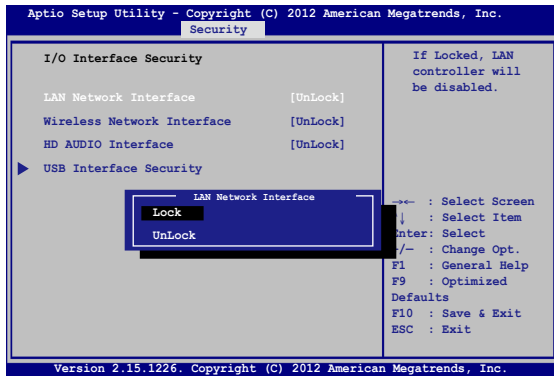 Aptio Setup Utility - Copyright (C) 2012 American Megatrends, Inc.
Security
I/O Interface Security
LAN Network Interface [UnLock]
Wireless Network Interface [UnLock]
HD AUDIO Interface [UnLock]
USB Interface Security
If Locked, LAN
controller will
be disabled.
LAN Network Interface
Lock
UnLock
→← : Select Screen
↓ : Select Item
Enter: Select
/— : Change Opt.
F1 : General Help
F9 : Optimized
Defaults
F10 : Save & Exit
ESC : Exit
Version 2.15.1226. Copyright (C) 2012 American Megatrends, Inc.